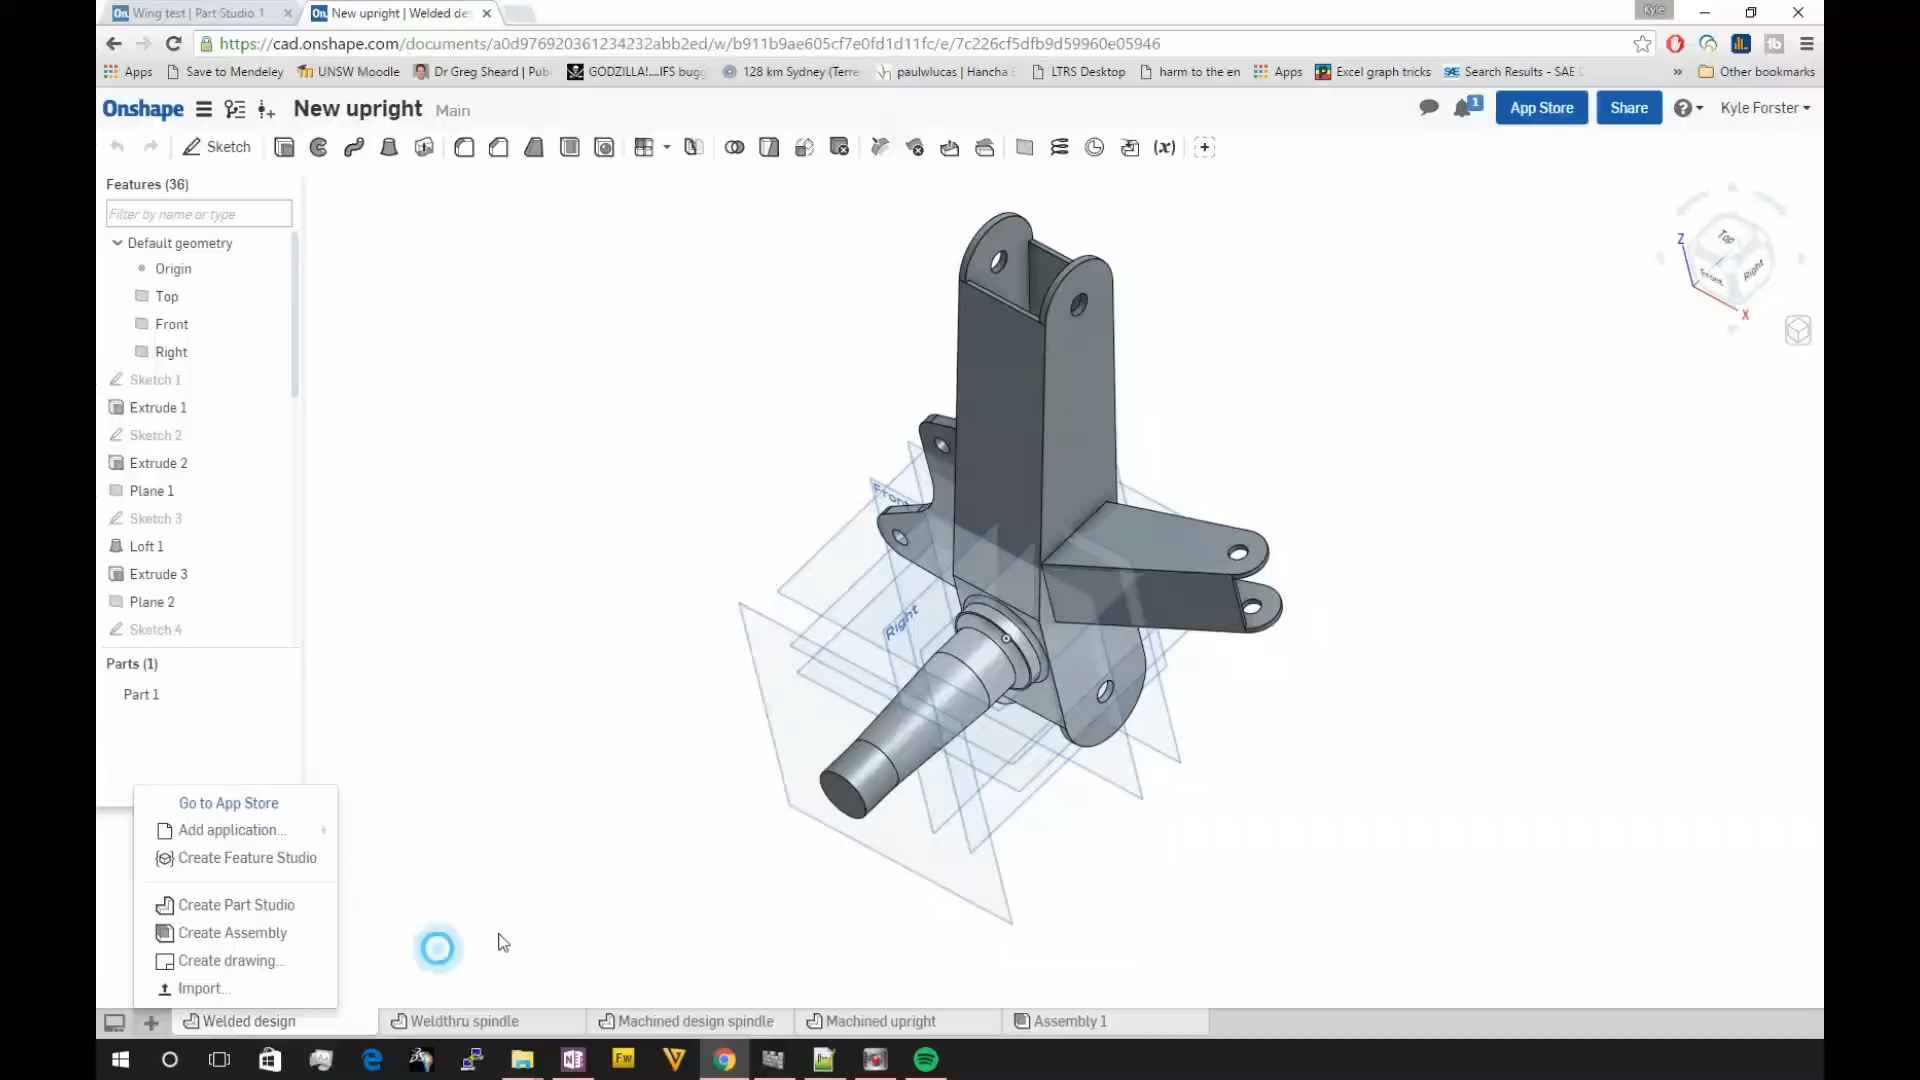 Wing test | Part Studio 1
New upright | Welded de
Kyle
https://cad.onshape.com/documents/a0d976920361234232abb2ed/w/b911b9ae605cf7e0fd1d11fc/e/7c226cf5dfb9d59960e05946
Apps Save to Mendeley UNSW Moodle Dr Greg Sheard | Pub GODZILLA!....IFS bugg 128 km Sydney (Terre paulwlucas | Hancha LTRS Desktop harm to the en Apps Excel graph tricks Search Results - SAE » Other bookmarks
Onshape New upright Main 1 App Store Share Kyle Forster
Sketch (x)
Features (36)
Filter by name or type
Default geometry
Origin
Top
Front
Right
Sketch 1
Extrude 1
Sketch 2
Extrude 2
Plane 1
Sketch 3
Loft 1
Extrude 3
Plane 2
Sketch 4
Parts (1)
Part 1
Go to App Store
Add application...
Create Feature Studio
Create Part Studio
Create Assembly
Create drawing...
Import...
Front
Right
Z
Top
Front
Right
X
Welded design
Weldthru spindle
Machined design spindle
Machined upright
Assembly 1
Fw